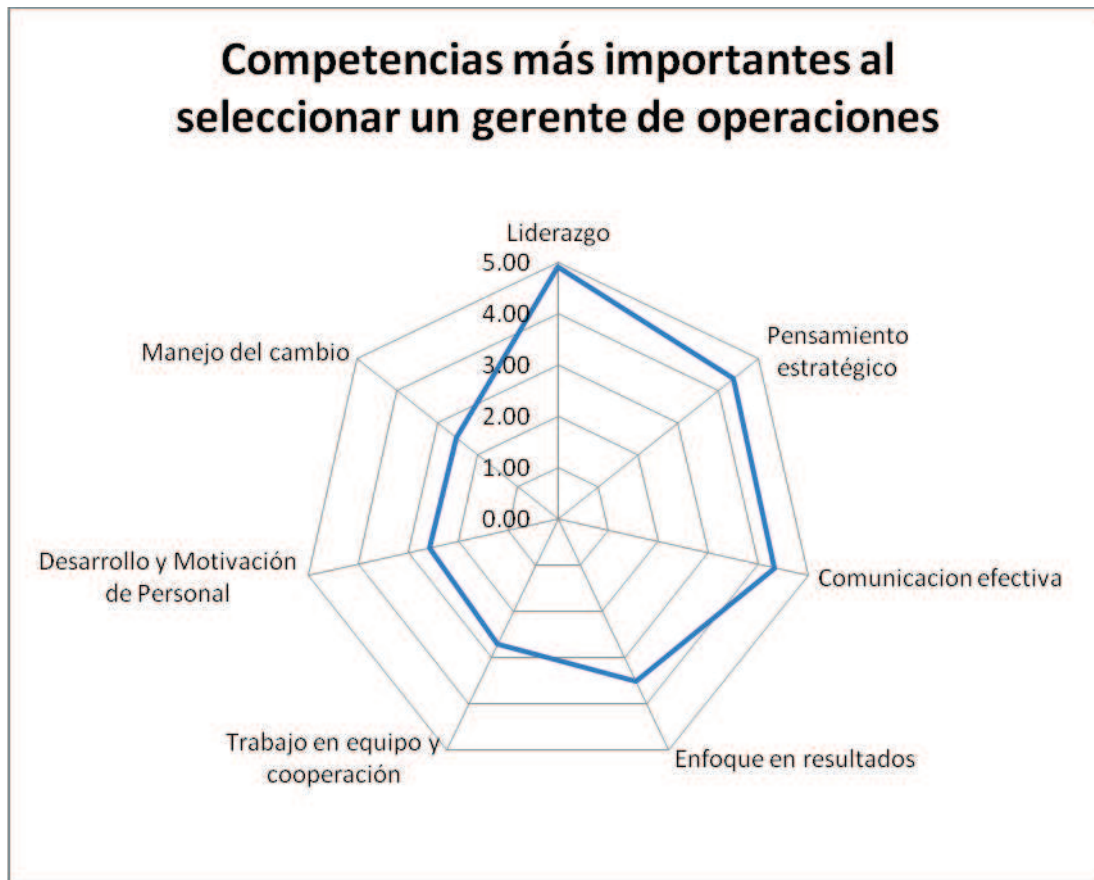 Competencias más importantes al
seleccionar un gerente de operaciones
Liderazgo
5.00
4.00
3.00
2.00
1.00
0.00
Pensamiento
estratégico
Comunicacion efectiva
Enfoque en resultados
Trabajo en equipo y
cooperación
Desarrollo y Motivación
de Personal
Manejo del cambio